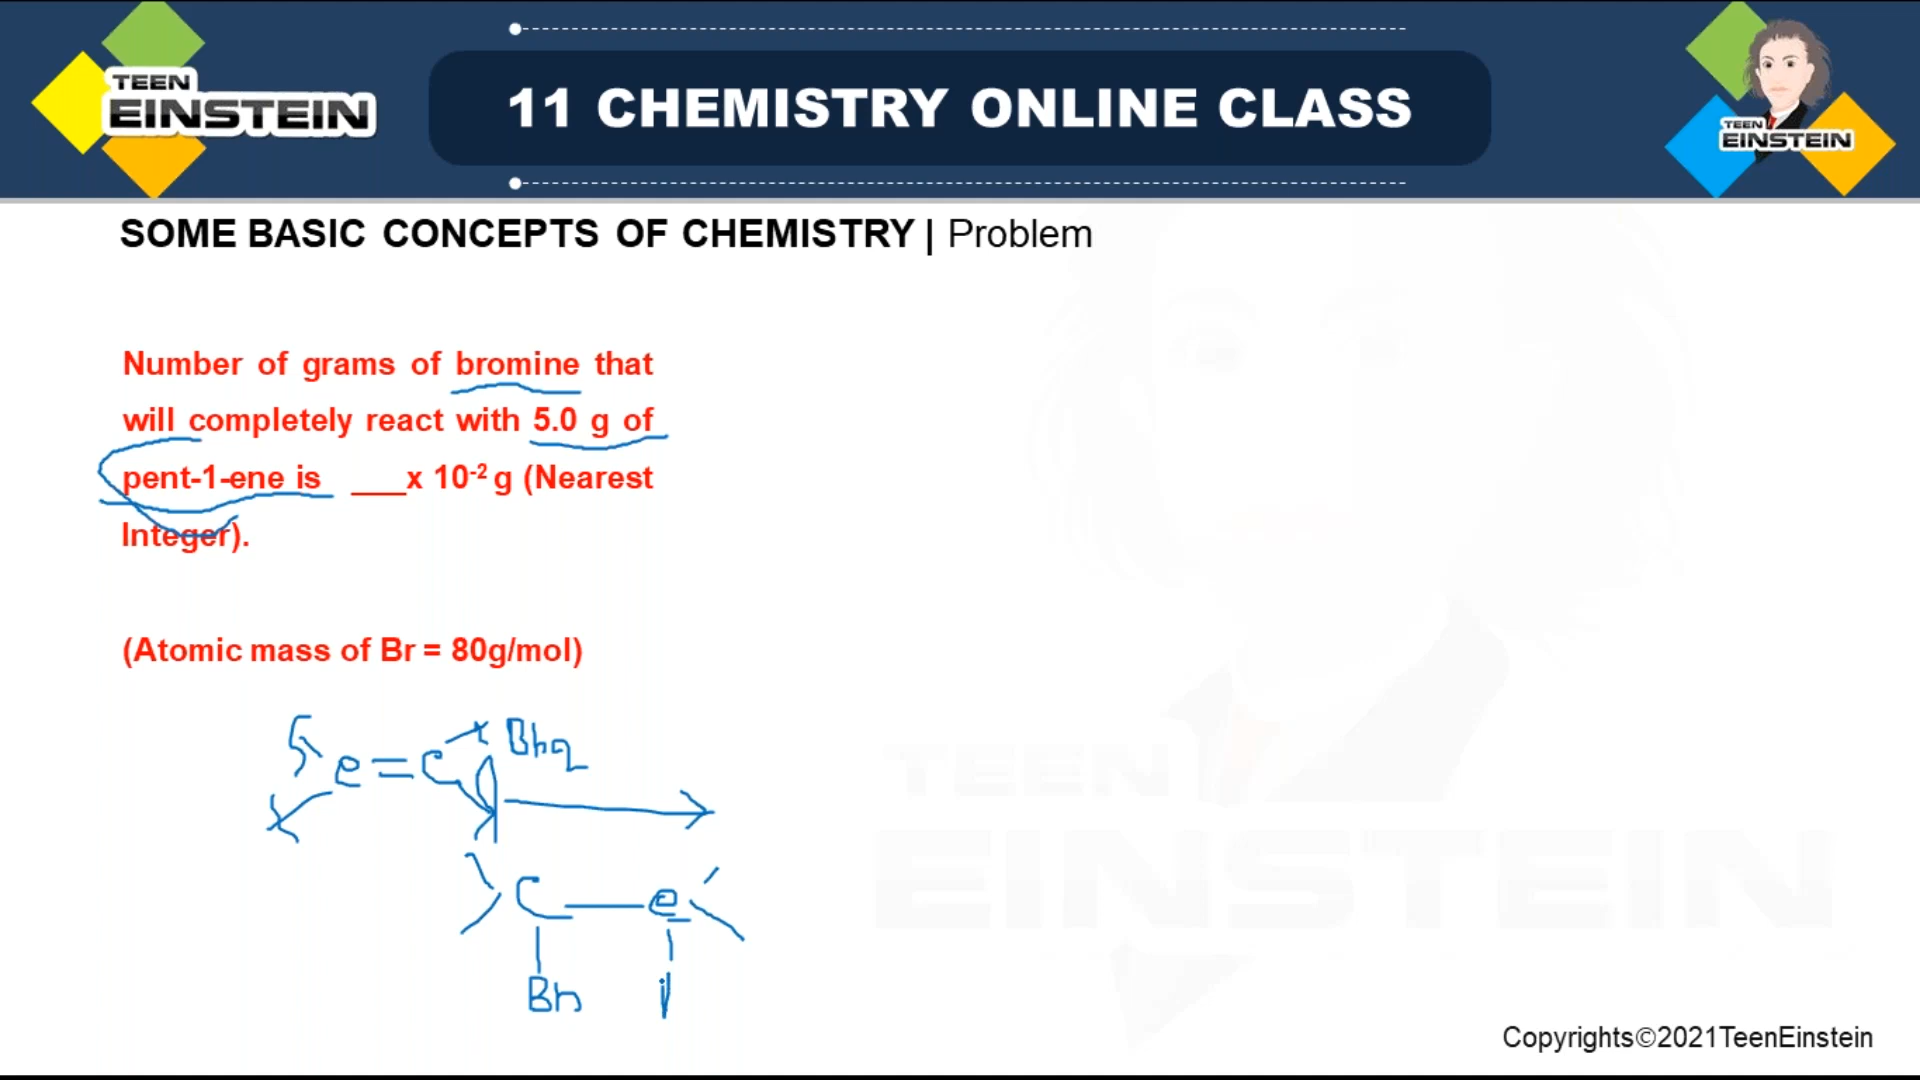 TEEN
EINSTEIN
11 CHEMISTRY ONLINE CLASS
TEEN
EINSTEIN
SOME BASIC CONCEPTS OF CHEMISTRY | Problem
Number of grams of bromine that
will completely react with 5.0 g of
pent-1-ene is ___x 10⁻² g (Nearest
Integer).
(Atomic mass of Br = 80g/mol)
C = C
C — C
Br
TEEN
EINSTEIN
Copyrights©2021TeenEinstein